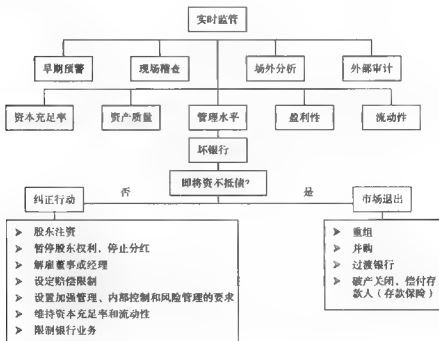 实时监管
早期预警 现场稽查 场外分析 外部审计
资本充足率 资产质量 管理水平 盈利性 流动性
坏银行
即将资不抵债?
否 是
纠正行动 市场退出
➢ 股东注资
➢ 暂停股东权利，停止分红
➢ 解雇董事或经理
➢ 设定赔偿限制
➢ 设置加强管理、内部控制和风险管理的要求
➢ 维持资本充足率和流动性
➢ 限制银行业务
➢ 重组
➢ 并购
➢ 过渡银行
➢ 破产关闭，偿付存
款人（存款保险）